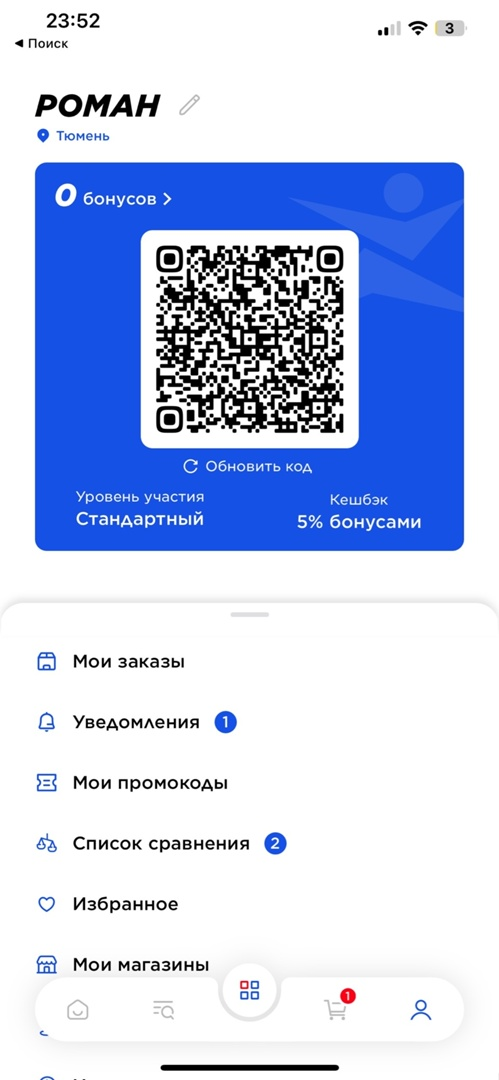 23:52
3
◀ Поиск
РОМАН
Тюмень
0 бонусов >
Обновить код
Уровень участия
Стандартный
Кешбэк
5% бонусами
Мои заказы
Уведомления 1
Мои промокоды
Список сравнения 2
Избранное
Мои магазины
1